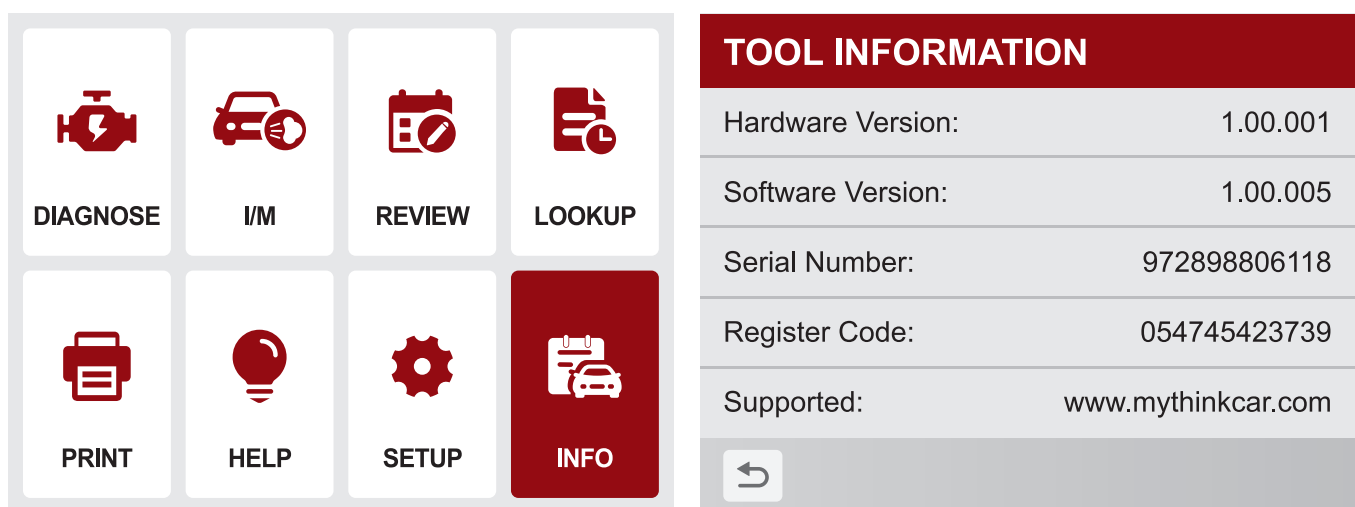 DIAGNOSE I/M REVIEW LOOKUP
PRINT HELP SETUP INFO
TOOL INFORMATION
Hardware Version: 1.00.001
Software Version: 1.00.005
Serial Number: 972898806118
Register Code: 054745423739
Supported: www.mythinkcar.com